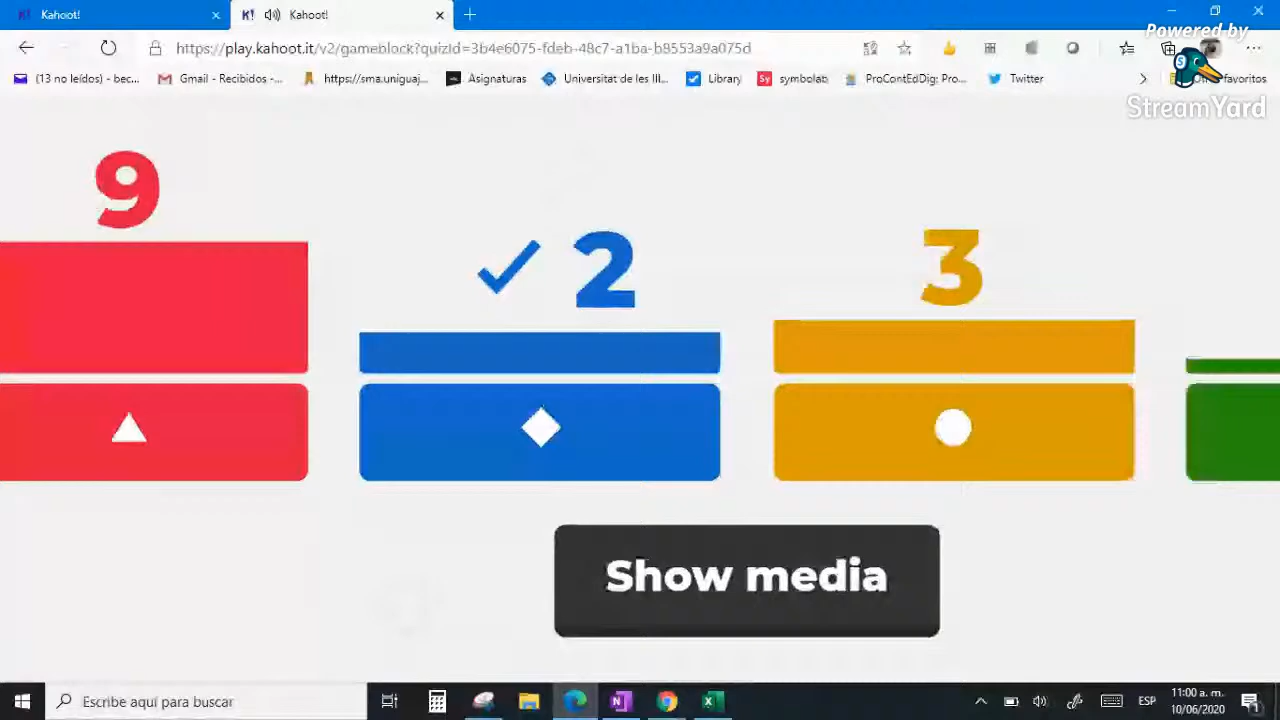 Kahoot!
Kahoot!
Powered by
https://play.kahoot.it/v2/gameblock?quizId=3b4e6075-fdeb-48c7-a1ba-b8553a9a075d
(13 no leídos) - bec...
Gmail - Recibidos -...
https://sma.uniguaj...
Asignaturas
Universitat de les Ill...
Library
Sy symbolab
ProContEdDig: Pro...
Twitter
favoritos
StreamYard
9
2
3
Show media
Escribe aquí para buscar
ESP
11:00 a. m.
10/06/2020